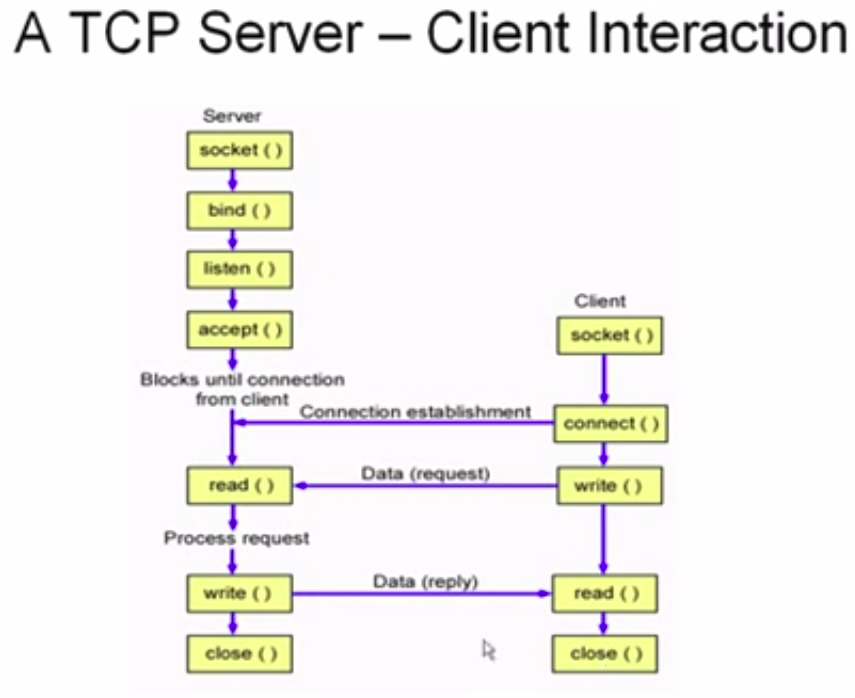 A TCP Server – Client Interaction
Server
socket ( )
bind ( )
listen ( )
accept ( )
Client
socket ( )
Blocks until connection
from client
Connection establishment
connect ( )
read ( )
Data (request)
write ( )
Process request
write ( )
Data (reply)
read ( )
close ( )
close ( )